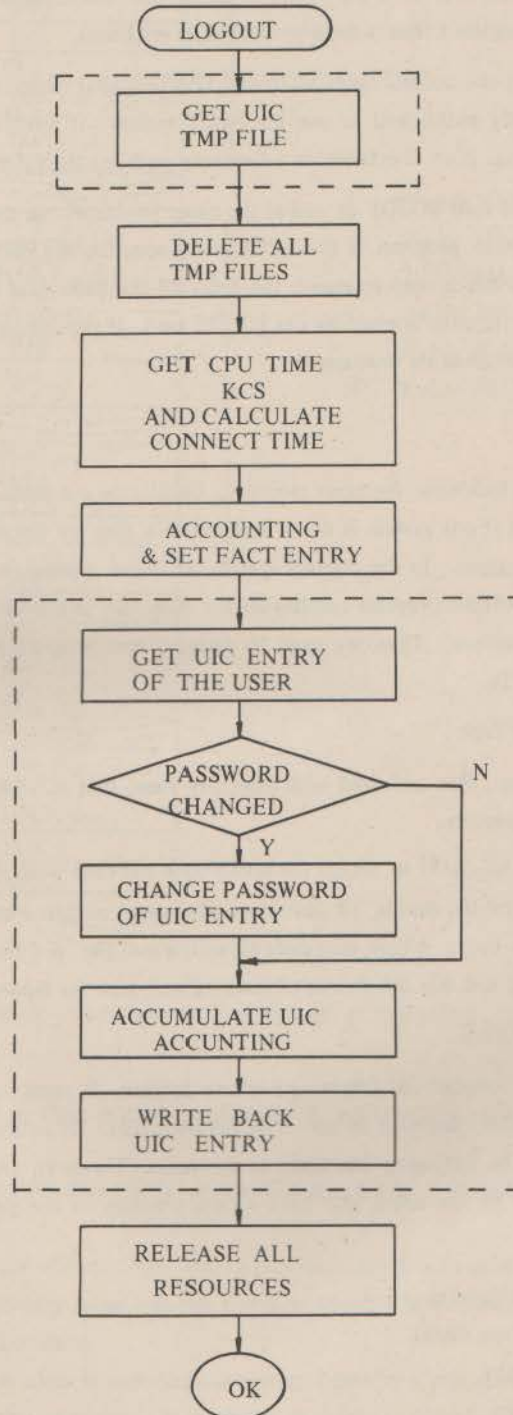 LOGOUT
GET UIC
TMP FILE
DELETE ALL
TMP FILES
GET CPU TIME
KCS
AND CALCULATE
CONNECT TIME
ACCOUNTING
& SET FACT ENTRY
GET UIC ENTRY
OF THE USER
PASSWORD
CHANGED
N
Y
CHANGE PASSWORD
OF UIC ENTRY
ACCUMULATE UIC
ACCUNTING
WRITE BACK
UIC ENTRY
RELEASE ALL
RESOURCES
OK